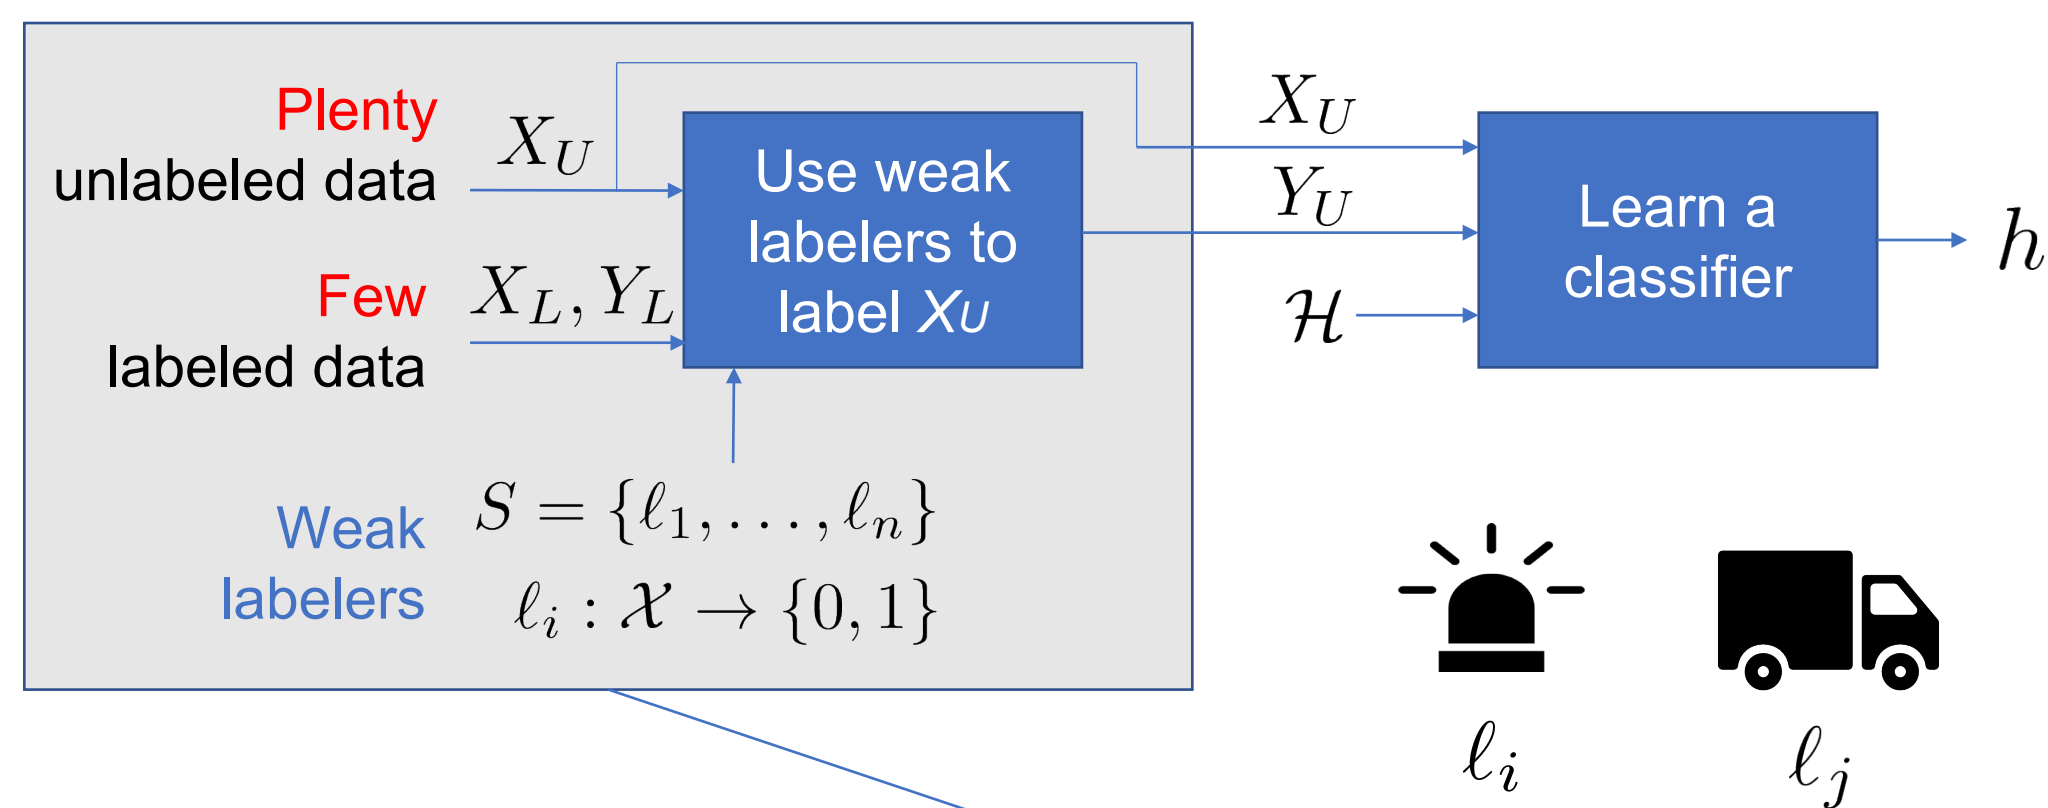 Plenty
unlabeled data
X_U
Few
labeled data
X_L, Y_L
Use weak
labelers to
label XU
Weak
labelers
S = {ℓ_1, . . . , ℓ_n}
ℓ_i : 𝒳 → {0, 1}
X_U
Y_U
ℋ
Learn a
classifier
h
ℓ_i
ℓ_j